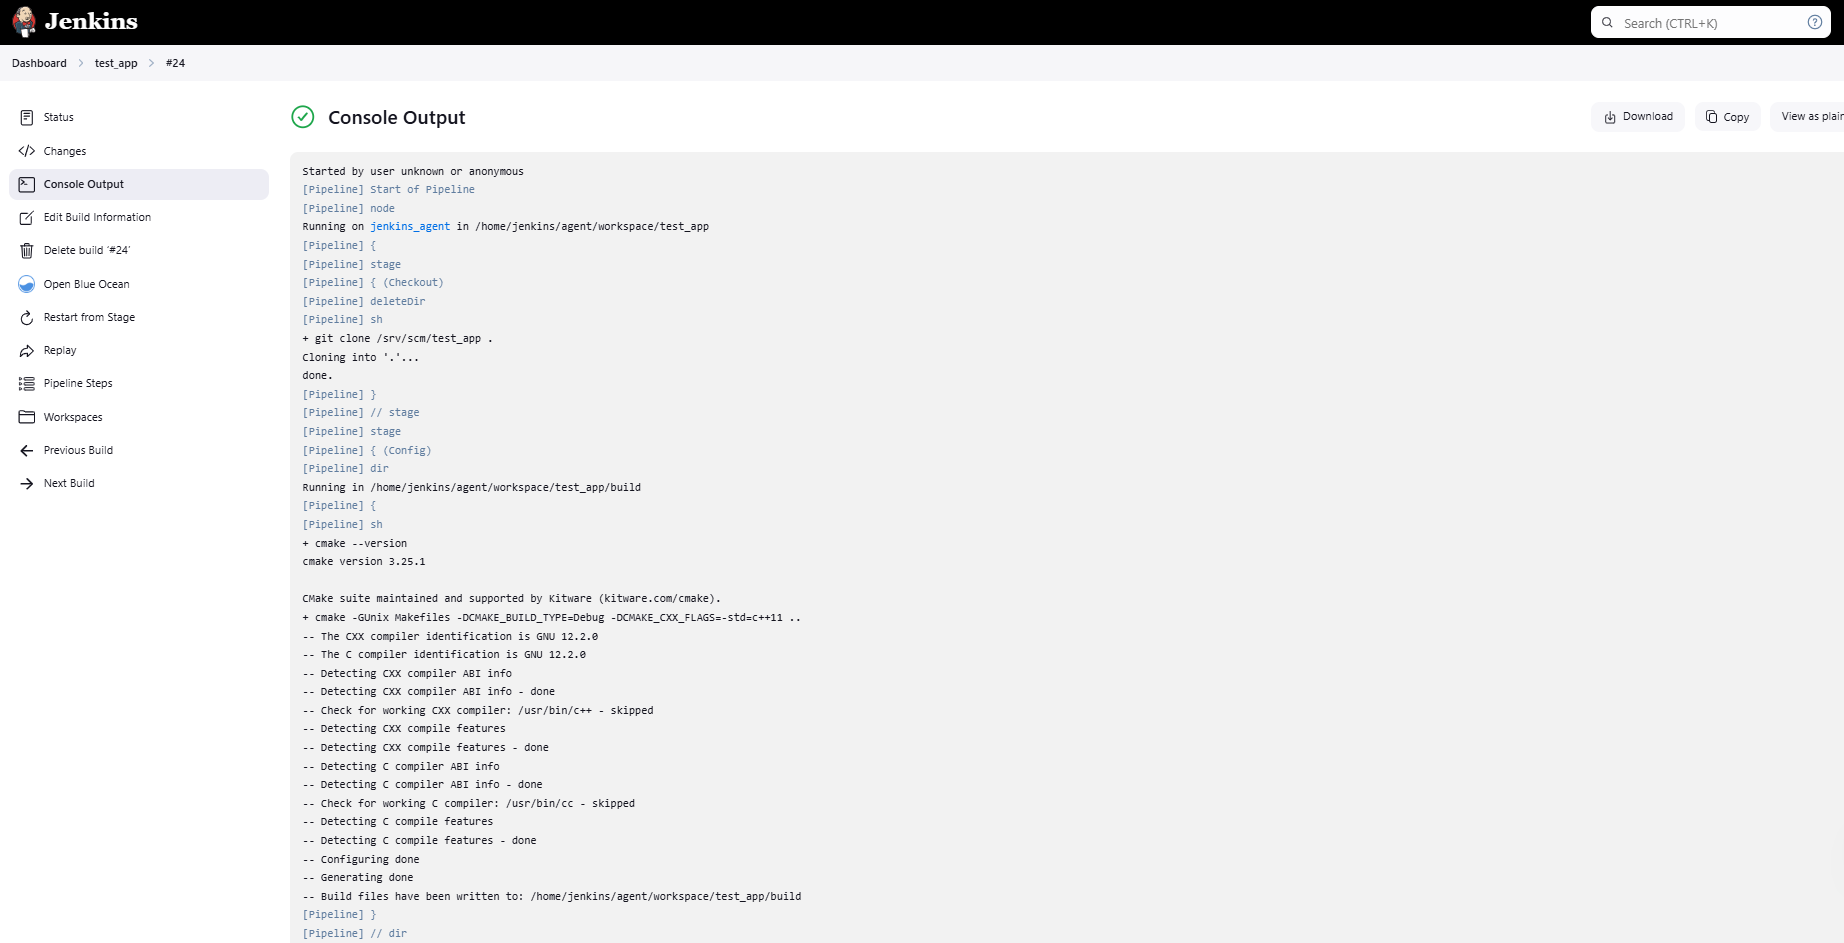 Jenkins
Search (CTRL+K)
Dashboard > test_app > #24
Status
Changes
Console Output
Edit Build Information
Delete build '#24'
Open Blue Ocean
Restart from Stage
Replay
Pipeline Steps
Workspaces
Previous Build
Next Build
Console Output
Download
Copy
View as plain
Started by user unknown or anonymous
[Pipeline] Start of Pipeline
[Pipeline] node
Running on jenkins_agent in /home/jenkins/agent/workspace/test_app
[Pipeline] {
[Pipeline] stage
[Pipeline] { (Checkout)
[Pipeline] deleteDir
[Pipeline] sh
+ git clone /srv/scm/test_app .
Cloning into '.'...
done.
[Pipeline] }
[Pipeline] // stage
[Pipeline] stage
[Pipeline] { (Config)
[Pipeline] dir
Running in /home/jenkins/agent/workspace/test_app/build
[Pipeline] {
[Pipeline] sh
+ cmake --version
cmake version 3.25.1
CMake suite maintained and supported by Kitware (kitware.com/cmake).
+ cmake -GUnix Makefiles -DCMAKE_BUILD_TYPE=Debug -DCMAKE_CXX_FLAGS=-std=c++11 ..
-- The CXX compiler identification is GNU 12.2.0
-- The C compiler identification is GNU 12.2.0
-- Detecting CXX compiler ABI info
-- Detecting CXX compiler ABI info - done
-- Check for working CXX compiler: /usr/bin/c++ - skipped
-- Detecting CXX compile features
-- Detecting CXX compile features - done
-- Detecting C compiler ABI info
-- Detecting C compiler ABI info - done
-- Check for working C compiler: /usr/bin/cc - skipped
-- Detecting C compile features
-- Detecting C compile features - done
-- Configuring done
-- Generating done
-- Build files have been written to: /home/jenkins/agent/workspace/test_app/build
[Pipeline] }
[Pipeline] // dir